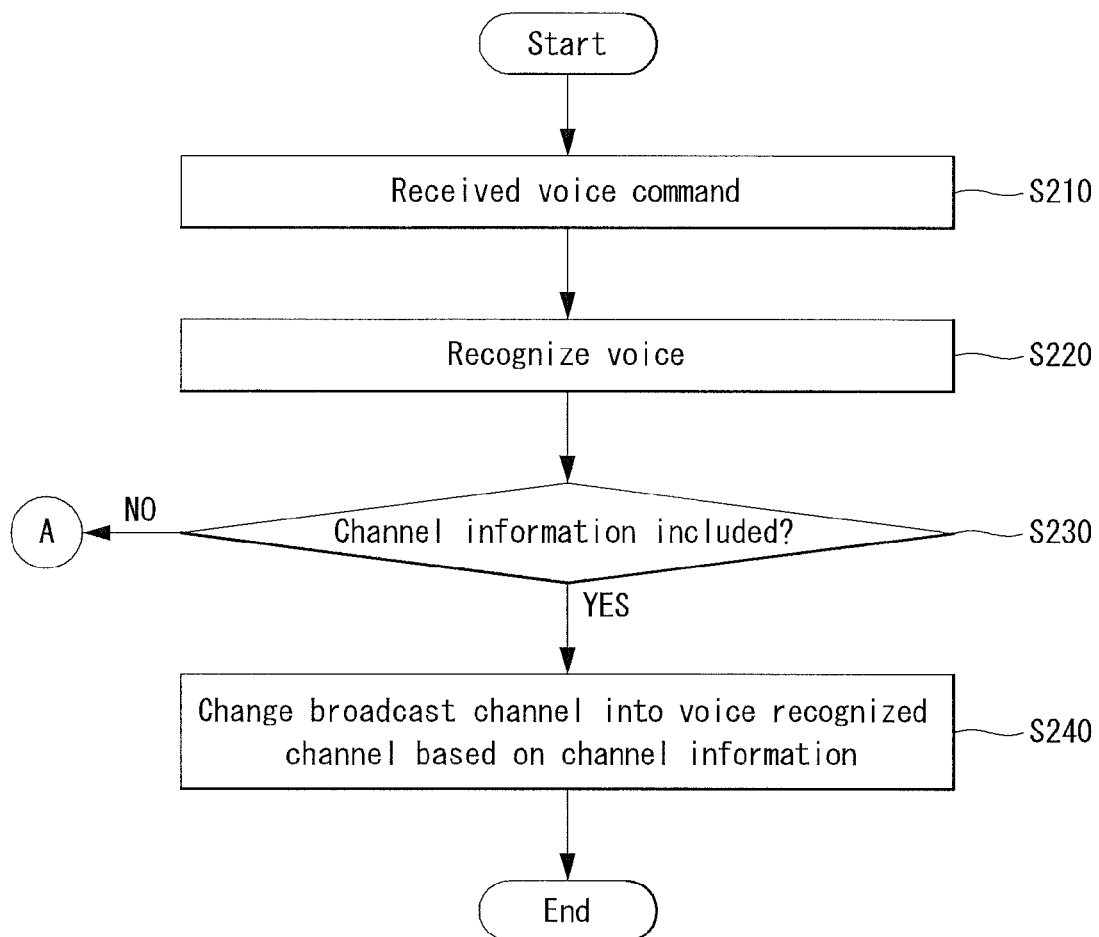 Start
Received voice command
S210
Recognize voice
S220
A
NO
Channel information included?
S230
YES
Change broadcast channel into voice recognized
channel based on channel information
S240
End